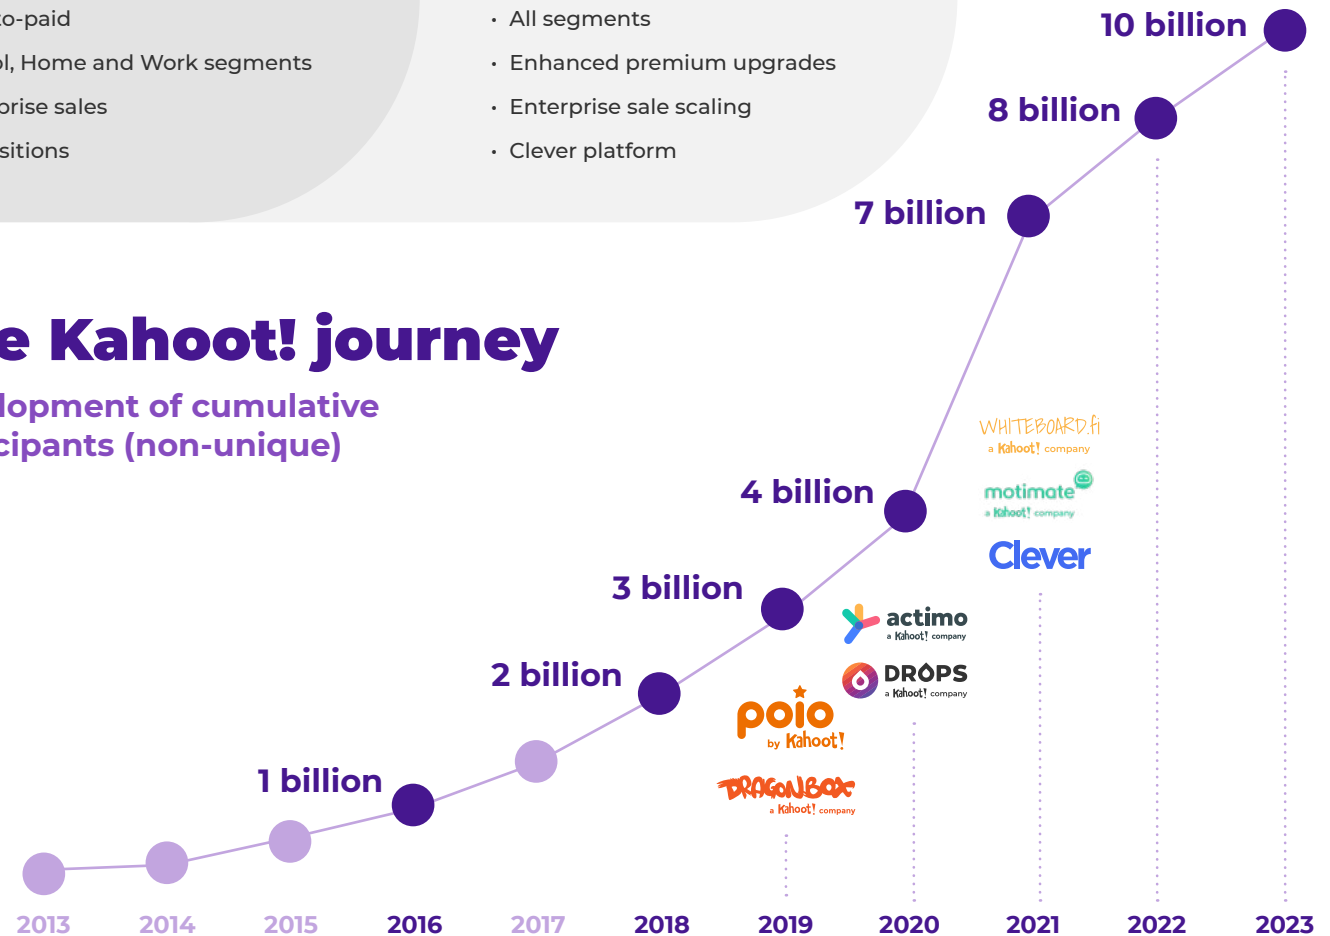 to-paid
ol, Home and Work segments
prise sales
sitions
• All segments
• Enhanced premium upgrades
• Enterprise sale scaling
• Clever platform
10 billion
8 billion
7 billion
e Kahoot! journey
lopment of cumulative
cipants (non-unique)
WHITEBOARD.fi
a Kahoot! company
motimate
a Kahoot! company
Clever
4 billion
3 billion
actimo
a Kahoot! company
DROPS
a Kahoot! company
2 billion
poio
by Kahoot!
DRAGONBOX
a Kahoot! company
1 billion
2013 2014 2015 2016 2017 2018 2019 2020 2021 2022 2023